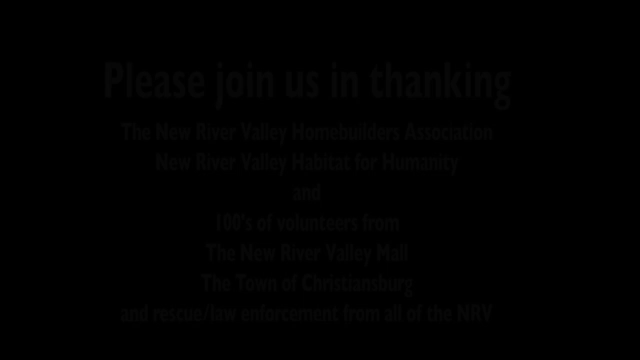 Please join us in thanking
The New River Valley Homebuilders Association
New River Valley Habitat for Humanity
and
100's of volunteers from
The New River Valley Mall
The Town of Christiansburg
and rescue/law enforcement from all of the NRV